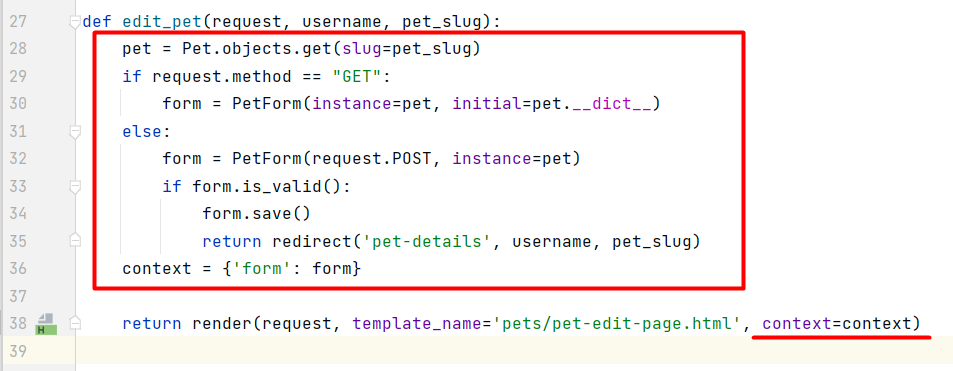 27 def edit_pet(request, username, pet_slug):
28 pet = Pet.objects.get(slug=pet_slug)
29 if request.method == "GET":
30 form = PetForm(instance=pet, initial=pet.__dict__)
31 else:
32 form = PetForm(request.POST, instance=pet)
33 if form.is_valid():
34 form.save()
35 return redirect('pet-details', username, pet_slug)
36 context = {'form': form}
37
38 H return render(request, template_name='pets/pet-edit-page.html', context=context)
39